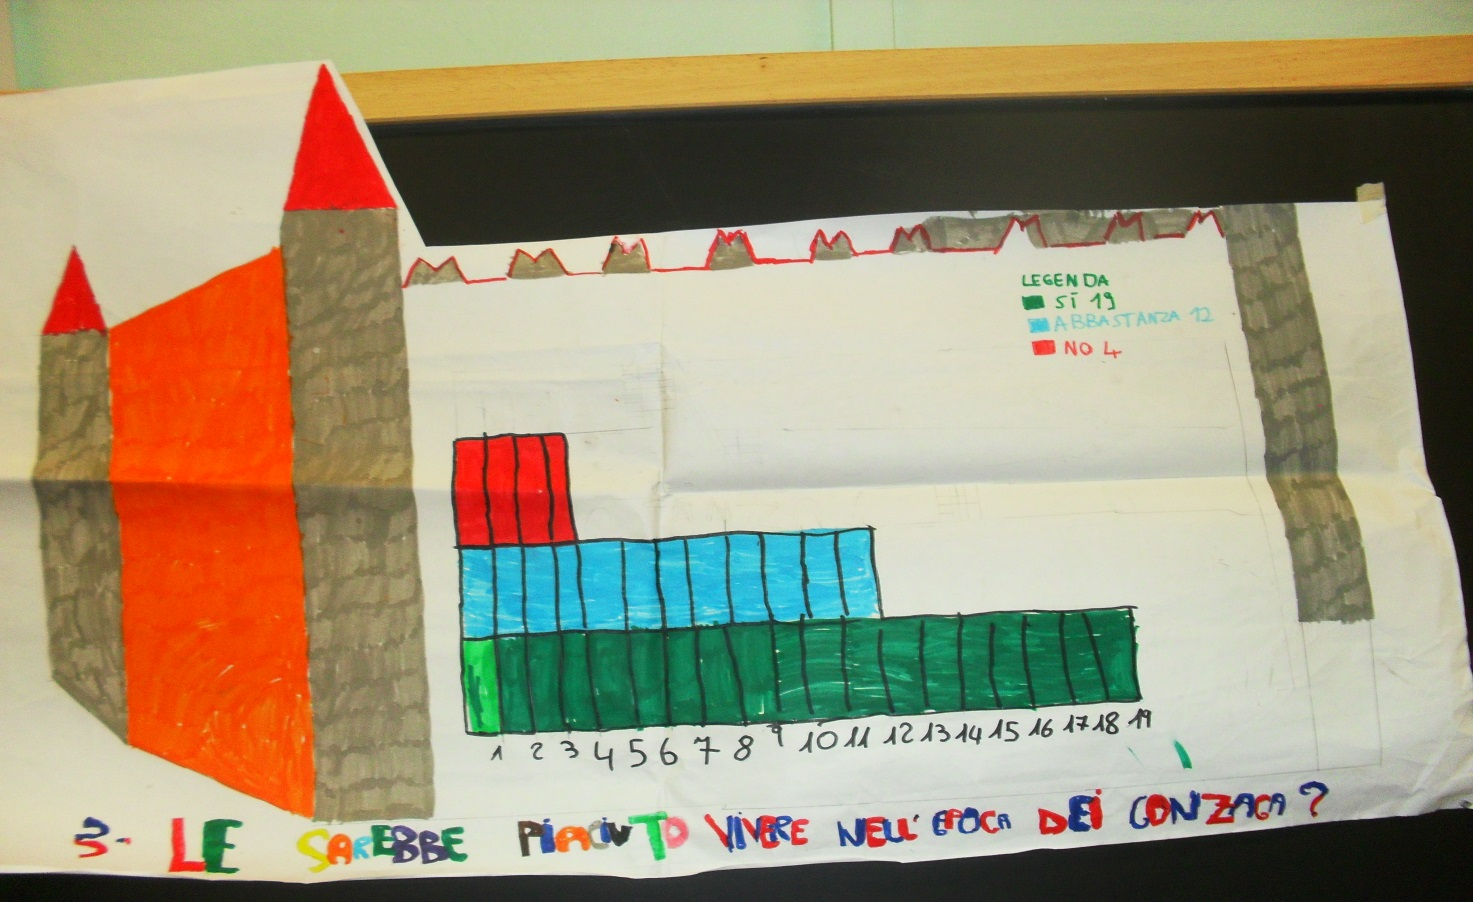 LEGENDA
SÌ 19
ABBASTANZA 12
NO 4
1 2 3 4 5 6 7 8 9 10 11 12 13 14 15 16 17 18 19
3- LE SAREBBE PIACIUTO VIVERE NELL'EPOCA DEI GONZAGA?